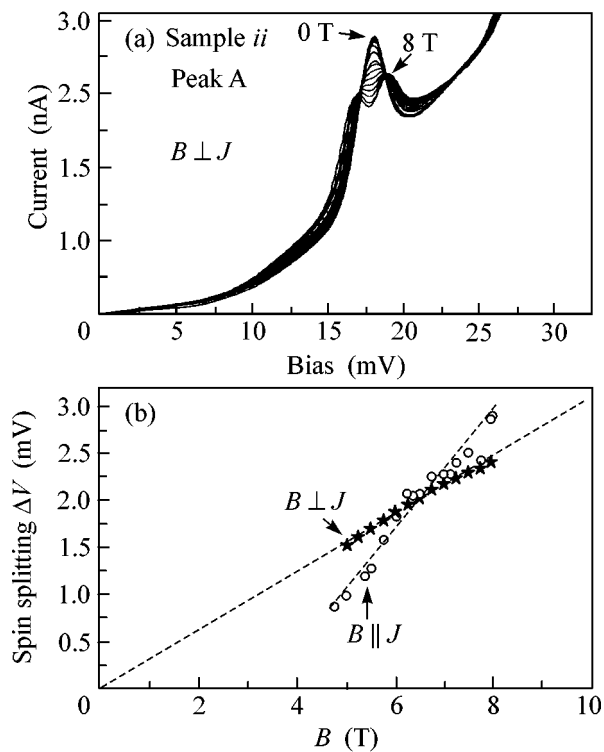 (a) Sample ii
0 T
8 T
Peak A
B ⊥ J
Current (nA)
3.0
2.5
1.5
1.0
0
5
10
15
20
25
30
Bias (mV)
(b)
Spin splitting ΔV (mV)
3.0
2.5
2.0
1.5
1.0
0.5
B ⊥ J
B || J
0
2
4
6
8
10
B (T)